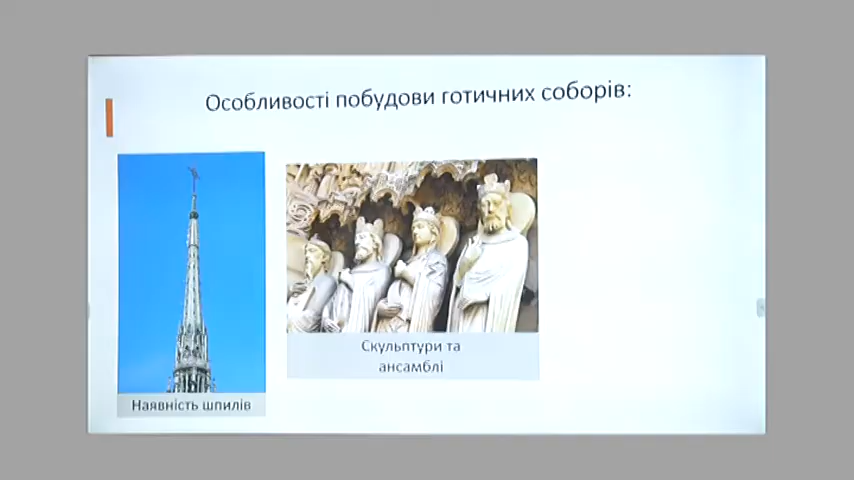 Особливості побудови готичних соборів:
Скульптури та
ансамблі
Наявність шпилів